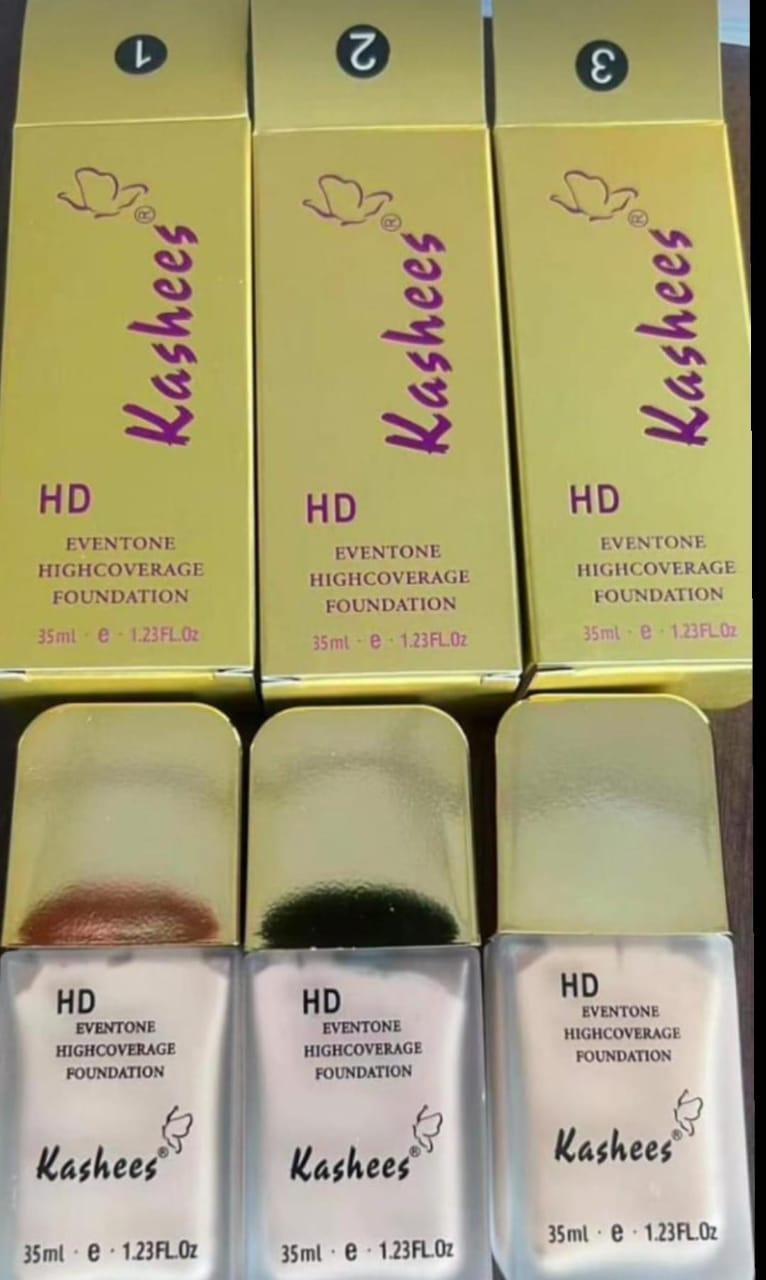 1
2
3
Kashees®
HD
EVENTONE
HIGHCOVERAGE
FOUNDATION
35ml · e · 1.23FL.Oz
Kashees®
HD
EVENTONE
HIGHCOVERAGE
FOUNDATION
35ml · e · 1.23FL.Oz
Kashees®
HD
EVENTONE
HIGHCOVERAGE
FOUNDATION
35ml · e · 1.23FL.Oz
HD
EVENTONE
HIGHCOVERAGE
FOUNDATION
Kashees®
35ml · e · 1.23FL.Oz
HD
EVENTONE
HIGHCOVERAGE
FOUNDATION
Kashees®
35ml · e · 1.23FL.Oz
HD
EVENTONE
HIGHCOVERAGE
FOUNDATION
Kashees®
35ml · e · 1.23FL.Oz